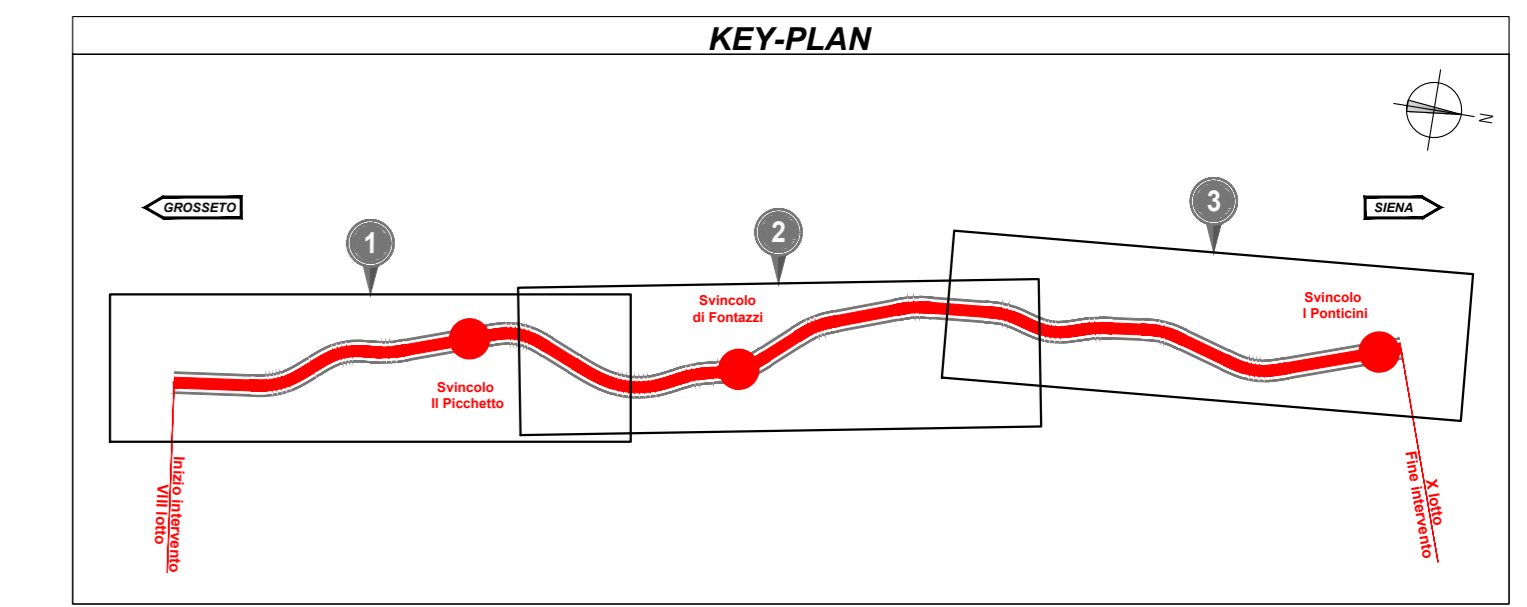 KEY-PLAN
N
GROSSETO
SIENA
1
2
3
Svincolo
di Fontazzi
Svincolo
I Ponticini
Svincolo
Il Picchetto
Inizio intervento
VIII lotto
X lotto
Fine intervento